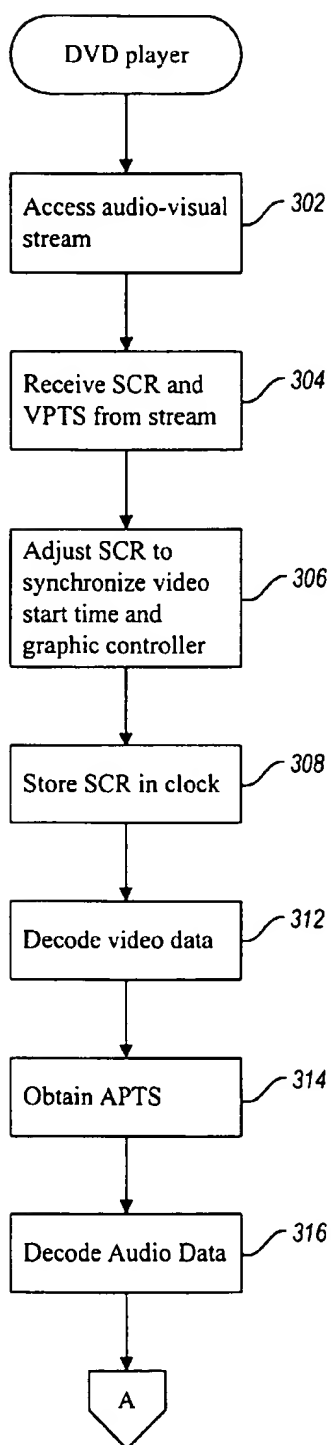 DVD player
Access audio-visual
stream
302
Receive SCR and
VPTS from stream
304
Adjust SCR to
synchronize video
start time and
graphic controller
306
Store SCR in clock
308
Decode video data
312
Obtain APTS
314
Decode Audio Data
316
A